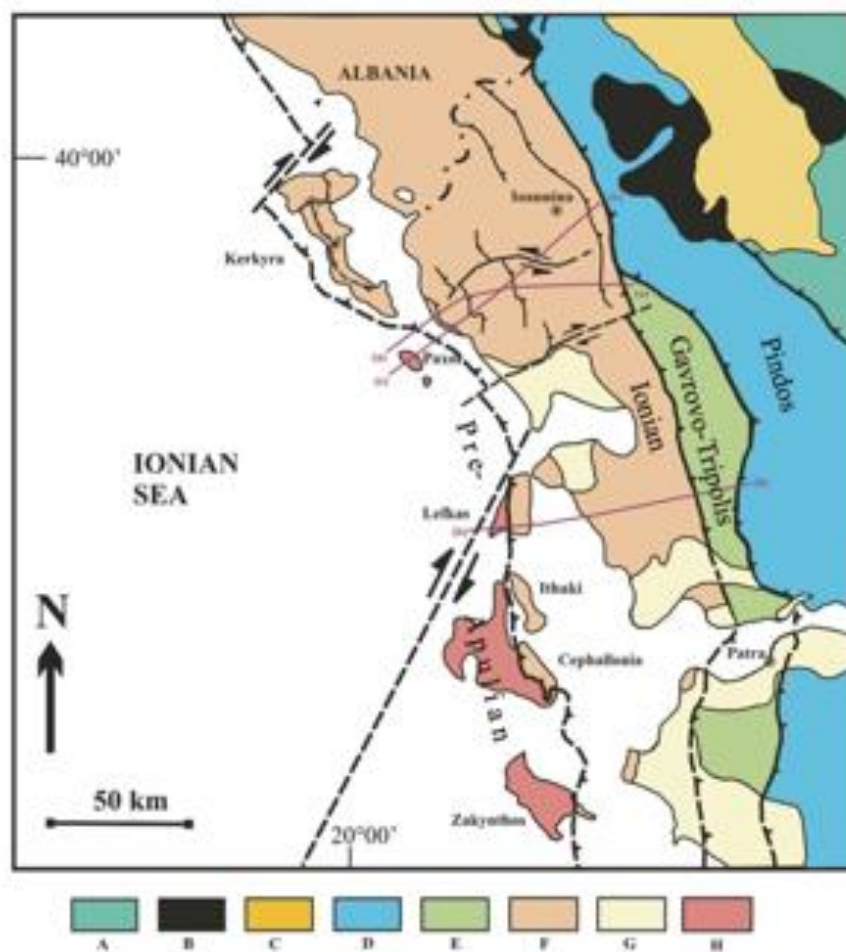 ALBANIA
40°00'
Ioannina
Kerkyra
Paxoi
Pindos
Gavrovo-Tripolis
Ionian
Pre-
IONIAN
SEA
Lefkas
Ithaki
N
Apulian
Cephallonia
Patra
50 km
20°00'
Zakynthos
A B C D E F G H